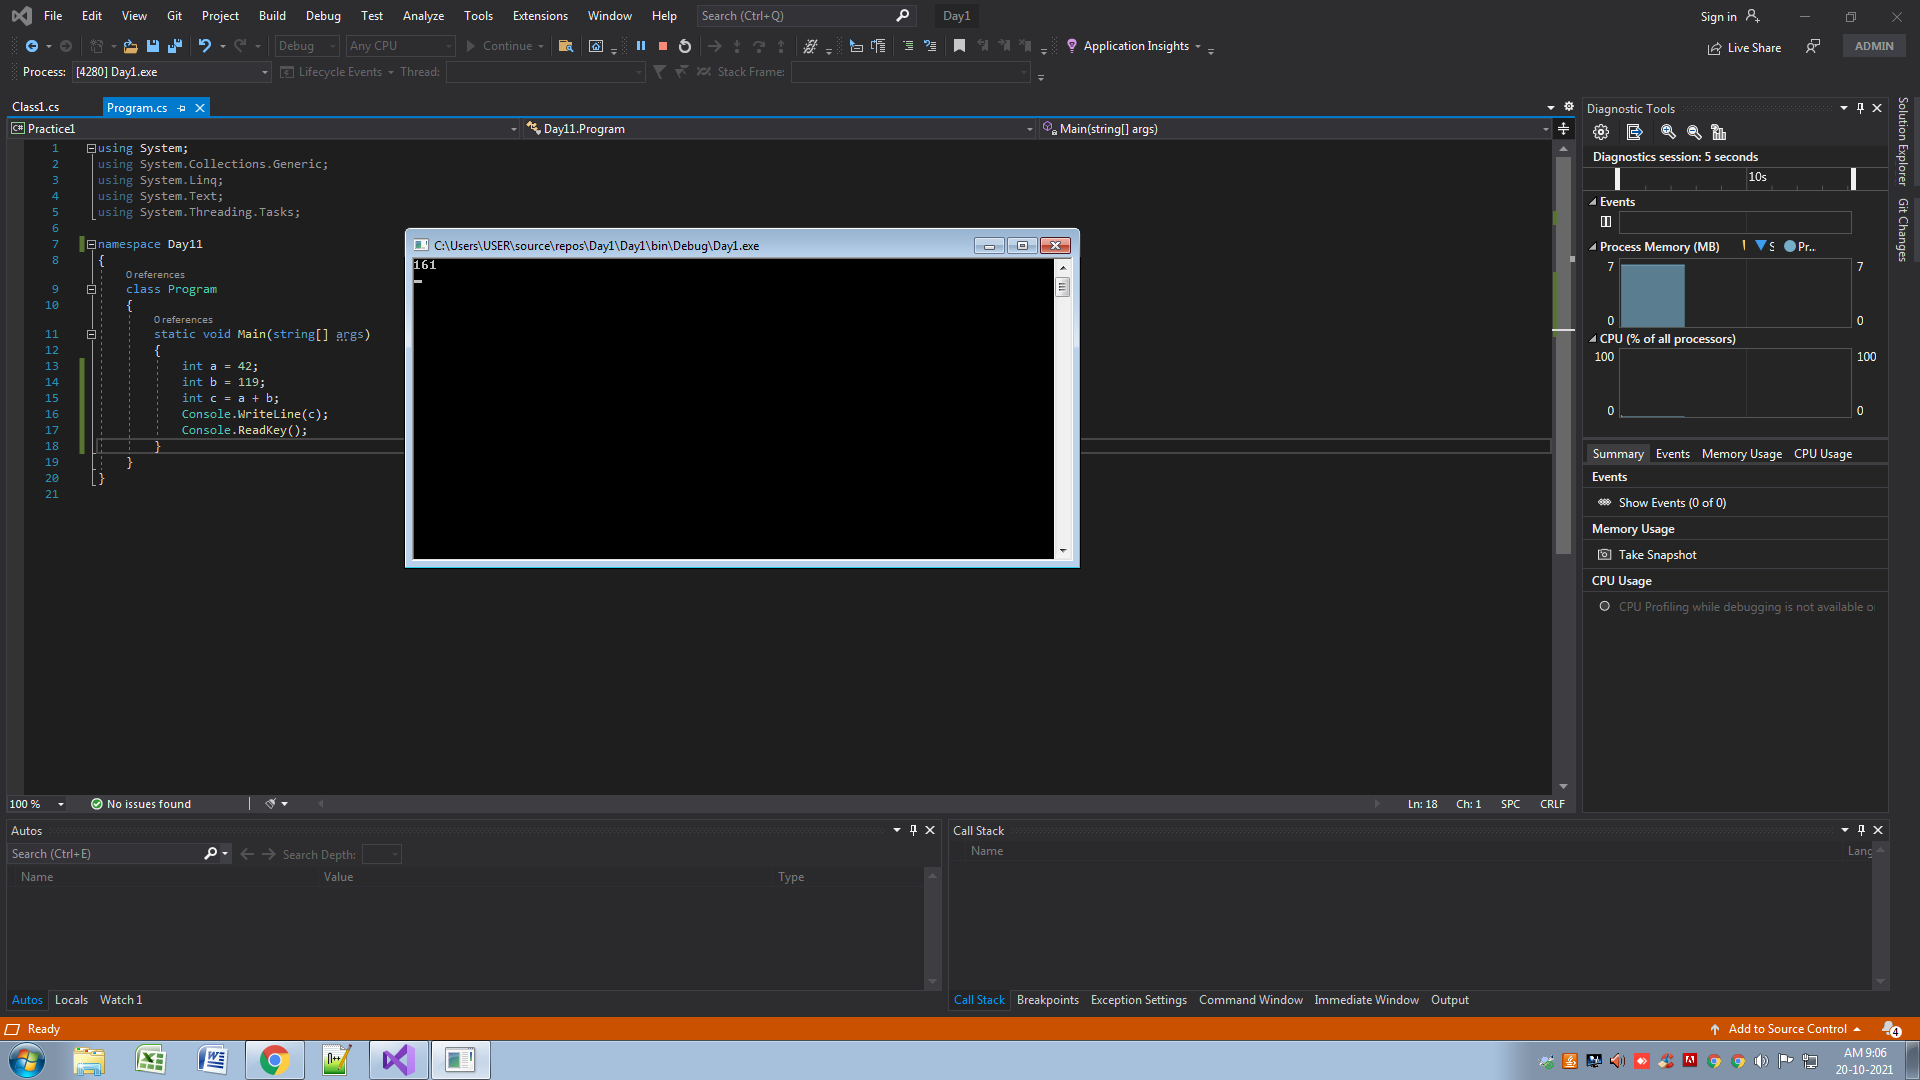 File Edit View Git Project Build Debug Test Analyze Tools Extensions Window Help Search (Ctrl+Q) Day1 Sign in
Debug Any CPU Continue Application Insights Live Share ADMIN
Process: [4280] Day1.exe Lifecycle Events Thread: Stack Frame:
Class1.cs Program.cs
Practice1 Day11.Program Main(string[] args)
1 using System;
2 using System.Collections.Generic;
3 using System.Linq;
4 using System.Text;
5 using System.Threading.Tasks;
6
7 namespace Day11
8 {
0 references
9 class Program
10 {
0 references
11 static void Main(string[] args)
12 {
13 int a = 42;
14 int b = 119;
15 int c = a + b;
16 Console.WriteLine(c);
17 Console.ReadKey();
18 }
19 }
20 }
21
C:\Users\USER\source\repos\Day1\Day1\bin\Debug\Day1.exe
161
Diagnostic Tools
Diagnostics session: 5 seconds
10s
Events
Process Memory (MB) S Pr...
7 7
0 0
CPU (% of all processors)
100 100
0 0
Summary Events Memory Usage CPU Usage
Events
Show Events (0 of 0)
Memory Usage
Take Snapshot
CPU Usage
CPU Profiling while debugging is not available o
Solution Explorer
Git Changes
100 % No issues found Ln: 18 Ch: 1 SPC CRLF
Autos
Search (Ctrl+E) Search Depth:
Name Value Type
Autos Locals Watch 1
Call Stack
Name Lang
Call Stack Breakpoints Exception Settings Command Window Immediate Window Output
Ready Add to Source Control 4
AM 9:06
20-10-2021